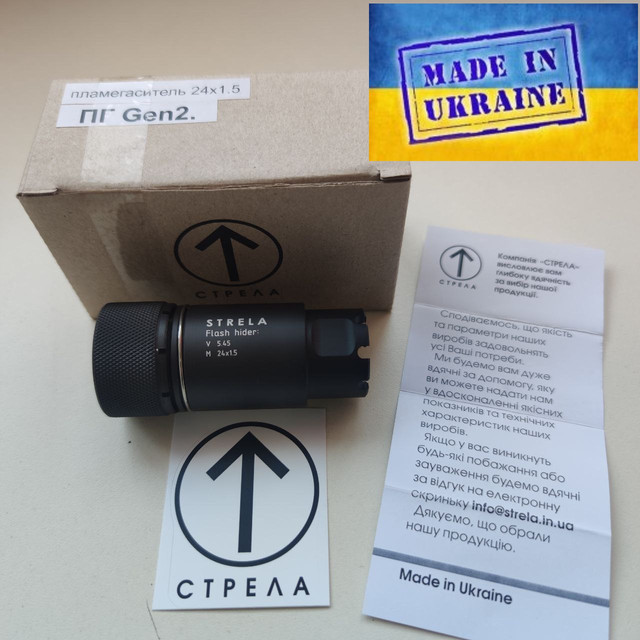 MADE IN
UKRAINE
пламегаситель 24х1.5
ПГ Gen2.
СТРЕЛА
STRELA
Flash hider:
V 5.45
M 24x1.5
СТРЕЛА
СТРЕЛА
Компанія «СТРЕЛА»
висловлює вам
глибоку вдячність
за вибір нашої
продукції.
Сподіваємось, що якість
та параметри наших
виробів задовольнять
усі Ваші потреби.
Ми будемо вам дуже
вдячні за допомогу, яку
ви можете надати нам
у вдосконаленні якісних
показників та технічних
характеристик наших
виробів.
Якщо у вас виникнуть
будь-які побажання або
зауваження будемо вдячні
за відгук на електронну
скриньку info@strela.in.ua
Дякуємо, що обрали
нашу продукцію.
Made in Ukraine